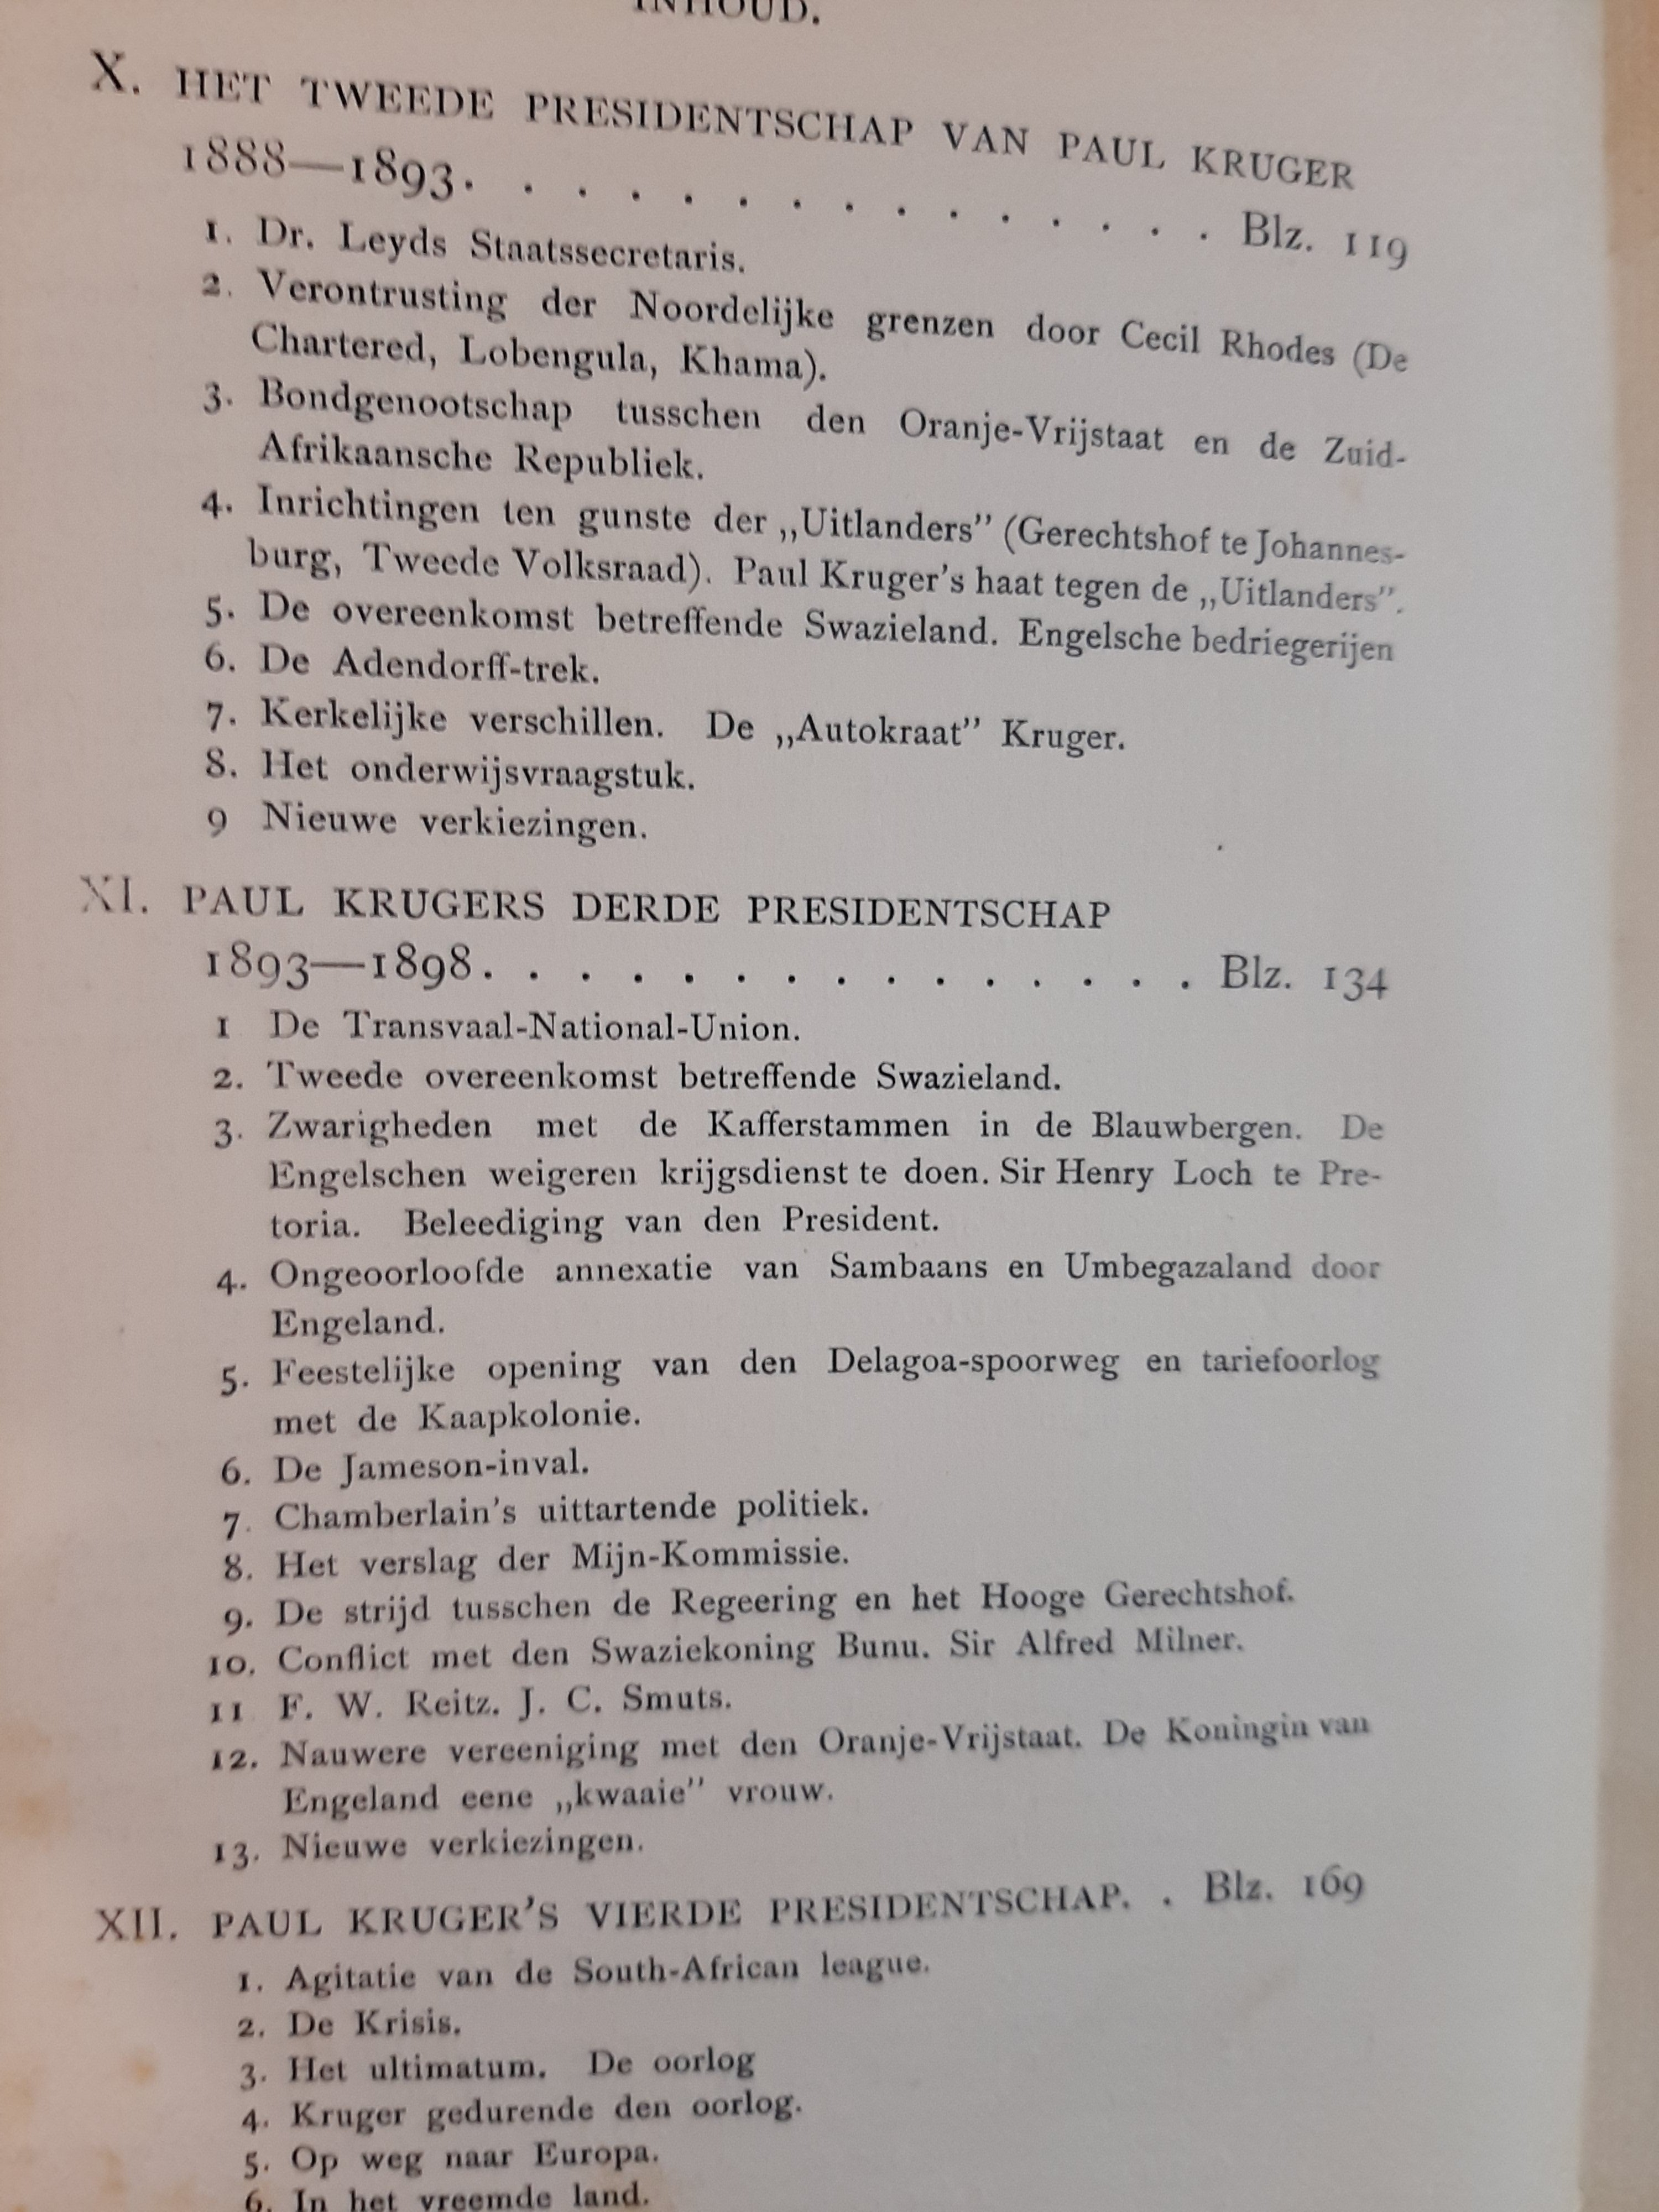 INHOUD.
X. HET TWEEDE PRESIDENTSCHAP VAN PAUL KRUGER
1888—1893. . . . . . . . . . . . . . . Blz. 119
1. Dr. Leyds Staatssecretaris.
2. Verontrusting der Noordelijke grenzen door Cecil Rhodes (De
Chartered, Lobengula, Khama).
3. Bondgenootschap tusschen den Oranje-Vrijstaat en de Zuid-
Afrikaansche Republiek.
4. Inrichtingen ten gunste der „Uitlanders” (Gerechtshof te Johannes-
burg, Tweede Volksraad). Paul Kruger's haat tegen de „Uitlanders”.
5. De overeenkomst betreffende Swazieland. Engelsche bedriegerijen
6. De Adendorff-trek.
7. Kerkelijke verschillen. De „Autokraat” Kruger.
8. Het onderwijsvraagstuk.
9 Nieuwe verkiezingen.
XI. PAUL KRUGERS DERDE PRESIDENTSCHAP
1893—1898. . . . . . . . . . . . . . . Blz. 134
1 De Transvaal-National-Union.
2. Tweede overeenkomst betreffende Swazieland.
3. Zwarigheden met de Kafferstammen in de Blauwbergen. De
Engelschen weigeren krijgsdienst te doen. Sir Henry Loch te Pre-
toria. Beleediging van den President.
4. Ongeoorloofde annexatie van Sambaans en Umbegazaland door
Engeland.
5. Feestelijke opening van den Delagoa-spoorweg en tariefoorlog
met de Kaapkolonie.
6. De Jameson-inval.
7. Chamberlain's uittartende politiek.
8. Het verslag der Mijn-Kommissie.
9. De strijd tusschen de Regeering en het Hooge Gerechtshof.
10. Conflict met den Swaziekoning Bunu. Sir Alfred Milner.
11 F. W. Reitz. J. C. Smuts.
12. Nauwere vereeniging met den Oranje-Vrijstaat. De Koningin van
Engeland eene „kwaaie” vrouw.
13. Nieuwe verkiezingen.
XII. PAUL KRUGER'S VIERDE PRESIDENTSCHAP. . Blz. 169
1. Agitatie van de South-African league.
2. De Krisis.
3. Het ultimatum. De oorlog
4. Kruger gedurende den oorlog.
5. Op weg naar Europa.
6. In het vreemde land.